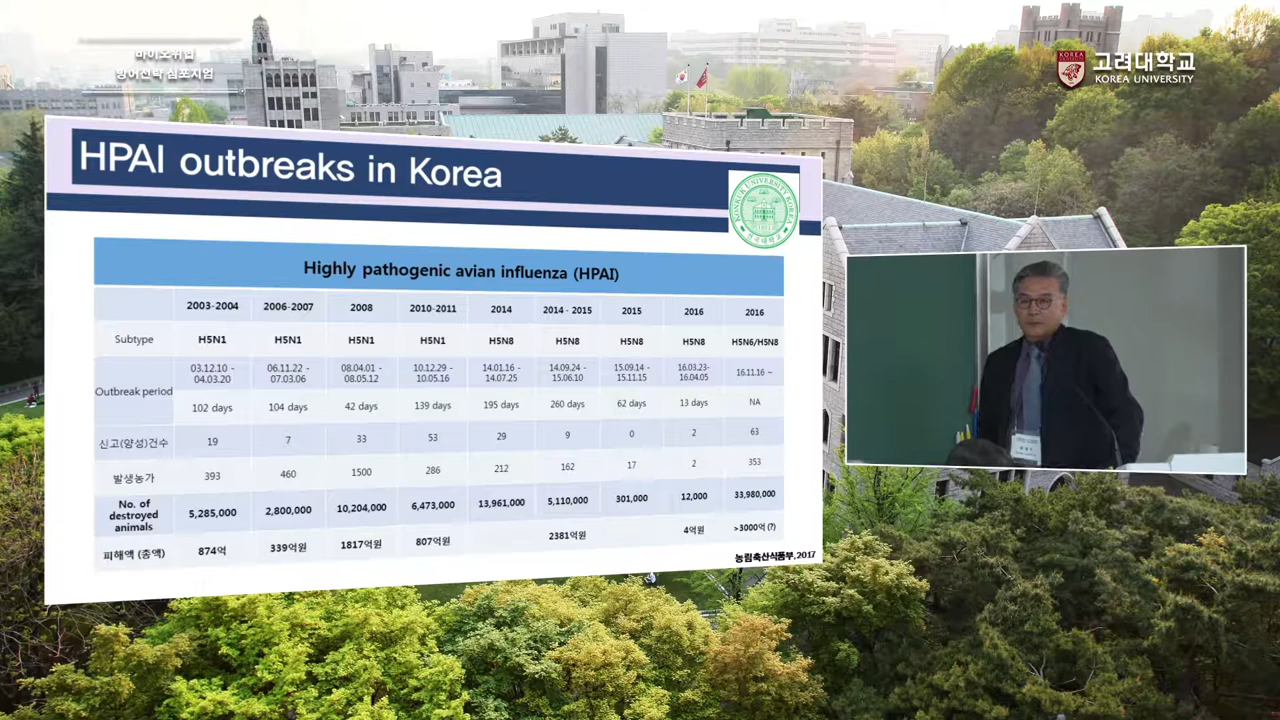 바이오위협
방어전략 심포지엄
KOREA
고려대학교
KOREA UNIVERSITY
HPAI outbreaks in Korea
KONKUK UNIVERSITY KOREA
건국대학교
Highly pathogenic avian influenza (HPAI)
2003-2004 2006-2007 2008 2010-2011 2014 2014 - 2015 2015 2016 2016
Subtype H5N1 H5N1 H5N1 H5N1 H5N8 H5N8 H5N8 H5N8 H5N6/H5N8
Outbreak period 03.12.10 - 04.03.20 06.11.22 - 07.03.06 08.04.01 - 08.05.12 10.12.29 - 10.05.16 14.01.16 - 14.07.25 14.09.24 - 15.06.10 15.09.14 - 15.11.15 16.03.23- 16.04.05 16.11.16 ~
102 days 104 days 42 days 139 days 195 days 260 days 62 days 13 days NA
신고(양성)건수 19 7 33 53 29 9 0 2 63
발생농가 393 460 1500 286 212 162 17 2 353
No. of destroyed animals 5,285,000 2,800,000 10,204,000 6,473,000 13,961,000 5,110,000 301,000 12,000 33,980,000
피해액 (총액) 874억 339억원 1817억원 807억원 2381억원 4억원 >3000억 (?)
농림축산식품부, 2017